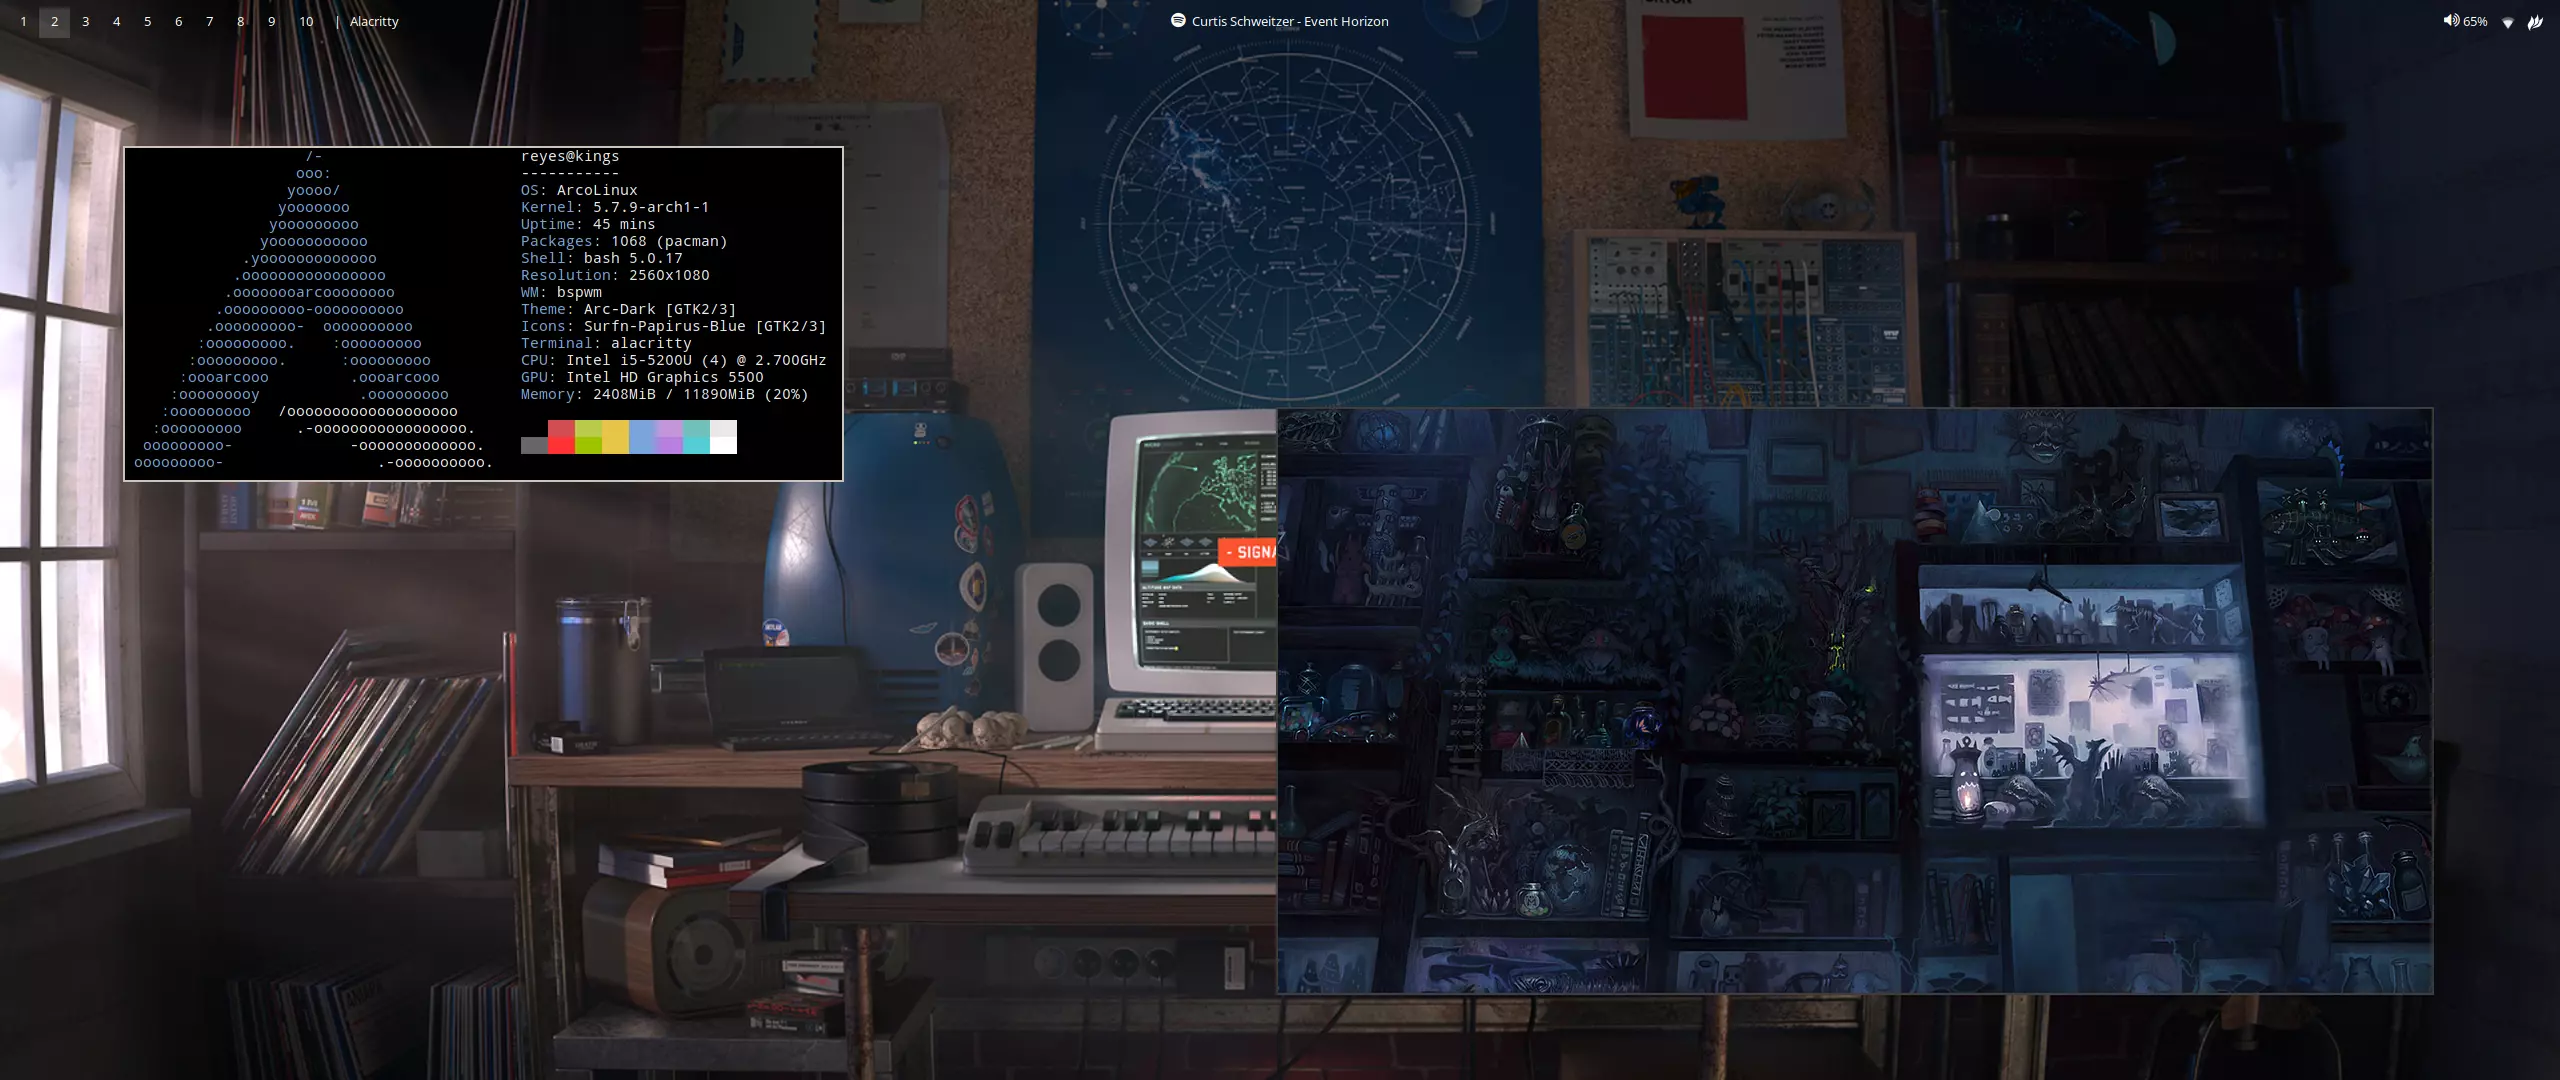 1 2 3 4 5 6 7 8 9 10 | Alacritty
Curtis Schweitzer - Event Horizon
65%
/-
ooo:
yoooo/
yooooooo
yooooooooo
yooooooooooo
.yooooooooooooo
.oooooooooooooooo
.oooooooarcoooooooo
.ooooooooo-oooooooooo
.ooooooooo-  oooooooooo
:ooooooooo.    :ooooooooo
:ooooooooo.      :ooooooooo
:oooarcooo         .oooarcooo
:ooooooooy           .ooooooooo
:ooooooooo   /ooooooooooooooooooo
:ooooooooo      .-ooooooooooooooooo.
ooooooooo-             -ooooooooooooo.
ooooooooo-                 .-oooooooooo.
reyes@kings
-----------
OS: ArcoLinux
Kernel: 5.7.9-arch1-1
Uptime: 45 mins
Packages: 1068 (pacman)
Shell: bash 5.0.17
Resolution: 2560x1080
WM: bspwm
Theme: Arc-Dark [GTK2/3]
Icons: Surfn-Papirus-Blue [GTK2/3]
Terminal: alacritty
CPU: Intel i5-5200U (4) @ 2.700GHz
GPU: Intel HD Graphics 5500
Memory: 2408MiB / 11890MiB (20%)
- SIGNA